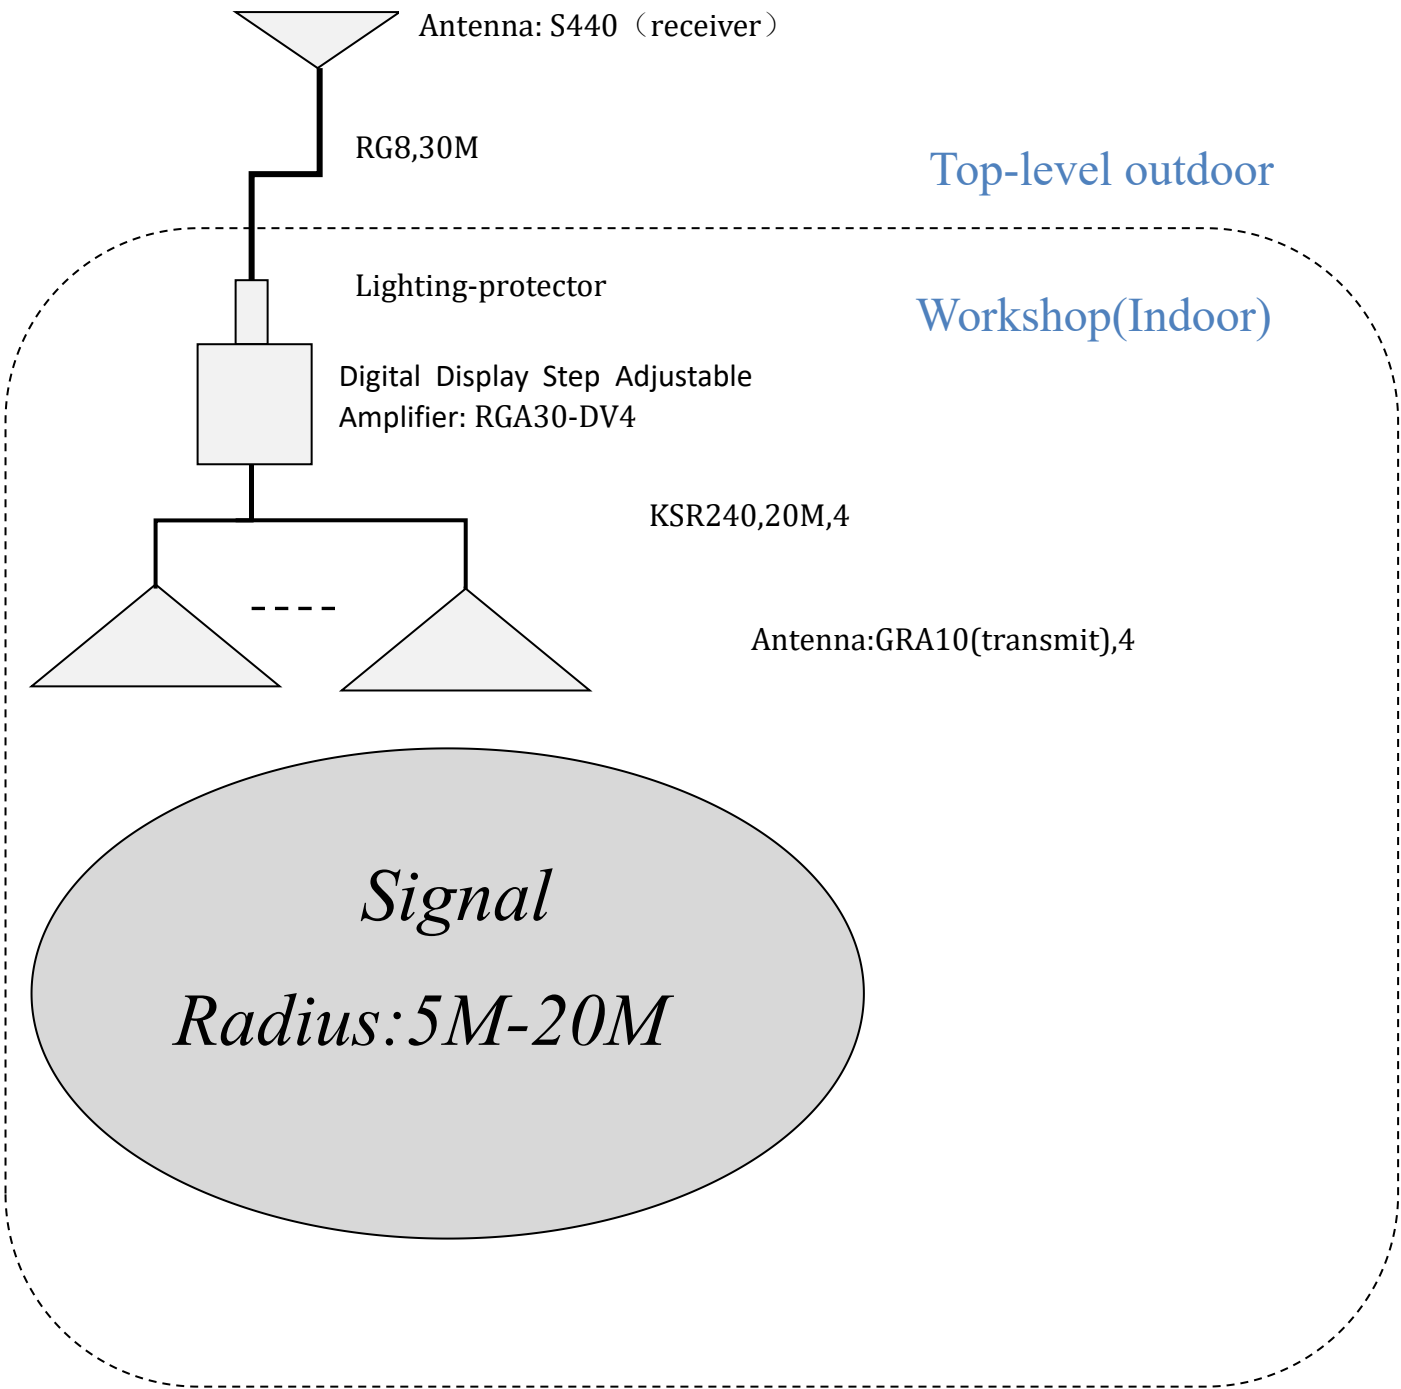 Antenna: S440（receiver）
RG8,30M
Top-level outdoor
Lighting-protector
Workshop(Indoor)
Digital Display Step Adjustable
Amplifier: RGA30-DV4
KSR240,20M,4
Antenna:GRA10(transmit),4
Signal
Radius:5M-20M